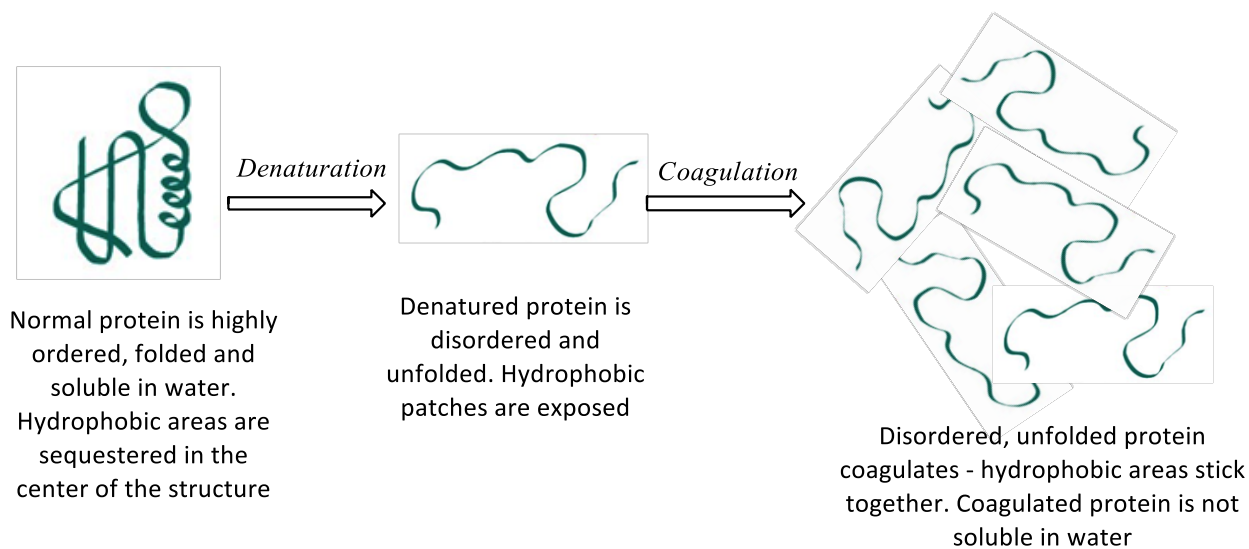 Denaturation
Coagulation
Normal protein is highly
ordered, folded and
soluble in water.
Hydrophobic areas are
sequestered in the
center of the structure
Denatured protein is
disordered and
unfolded. Hydrophobic
patches are exposed
Disordered, unfolded protein
coagulates - hydrophobic areas stick
together. Coagulated protein is not
soluble in water